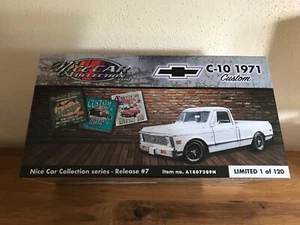 Nice Car
COLLECTION
C-10 1971
Custom
CUSTOM
Nice Car Collection series - Release #7
Item no. A1807209N
LIMITED 1 of 120